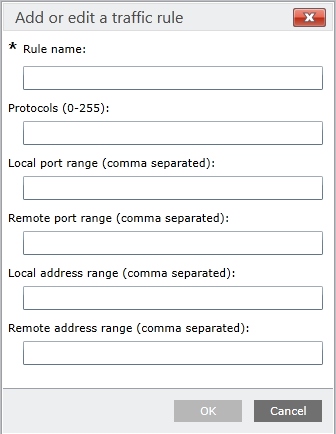 Add or edit a traffic rule
* Rule name:
Protocols (0-255):
Local port range (comma separated):
Remote port range (comma separated):
Local address range (comma separated):
Remote address range (comma separated):
OK Cancel